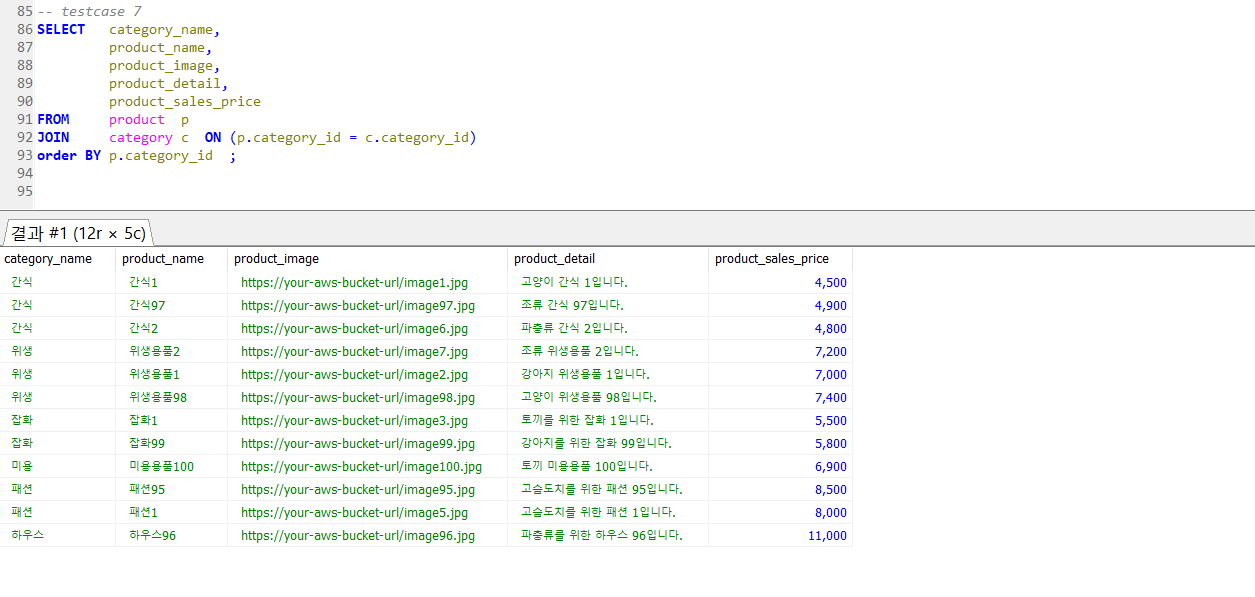 85 -- testcase 7
86 SELECT category_name,
87 product_name,
88 product_image,
89 product_detail,
90 product_sales_price
91 FROM product p
92 JOIN category c ON (p.category_id = c.category_id)
93 order BY p.category_id ;
94
95
결과 #1 (12r × 5c)
category_name product_name product_image product_detail product_sales_price
간식 간식1 https://your-aws-bucket-url/image1.jpg 고양이 간식 1입니다. 4,500
간식 간식97 https://your-aws-bucket-url/image97.jpg 조류 간식 97입니다. 4,900
간식 간식2 https://your-aws-bucket-url/image6.jpg 파충류 간식 2입니다. 4,800
위생 위생용품2 https://your-aws-bucket-url/image7.jpg 조류 위생용품 2입니다. 7,200
위생 위생용품1 https://your-aws-bucket-url/image2.jpg 강아지 위생용품 1입니다. 7,000
위생 위생용품98 https://your-aws-bucket-url/image98.jpg 고양이 위생용품 98입니다. 7,400
잡화 잡화1 https://your-aws-bucket-url/image3.jpg 토끼를 위한 잡화 1입니다. 5,500
잡화 잡화99 https://your-aws-bucket-url/image99.jpg 강아지를 위한 잡화 99입니다. 5,800
미용 미용용품100 https://your-aws-bucket-url/image100.jpg 토끼 미용용품 100입니다. 6,900
패션 패션95 https://your-aws-bucket-url/image95.jpg 고슴도치를 위한 패션 95입니다. 8,500
패션 패션1 https://your-aws-bucket-url/image5.jpg 고슴도치를 위한 패션 1입니다. 8,000
하우스 하우스96 https://your-aws-bucket-url/image96.jpg 파충류를 위한 하우스 96입니다. 11,000